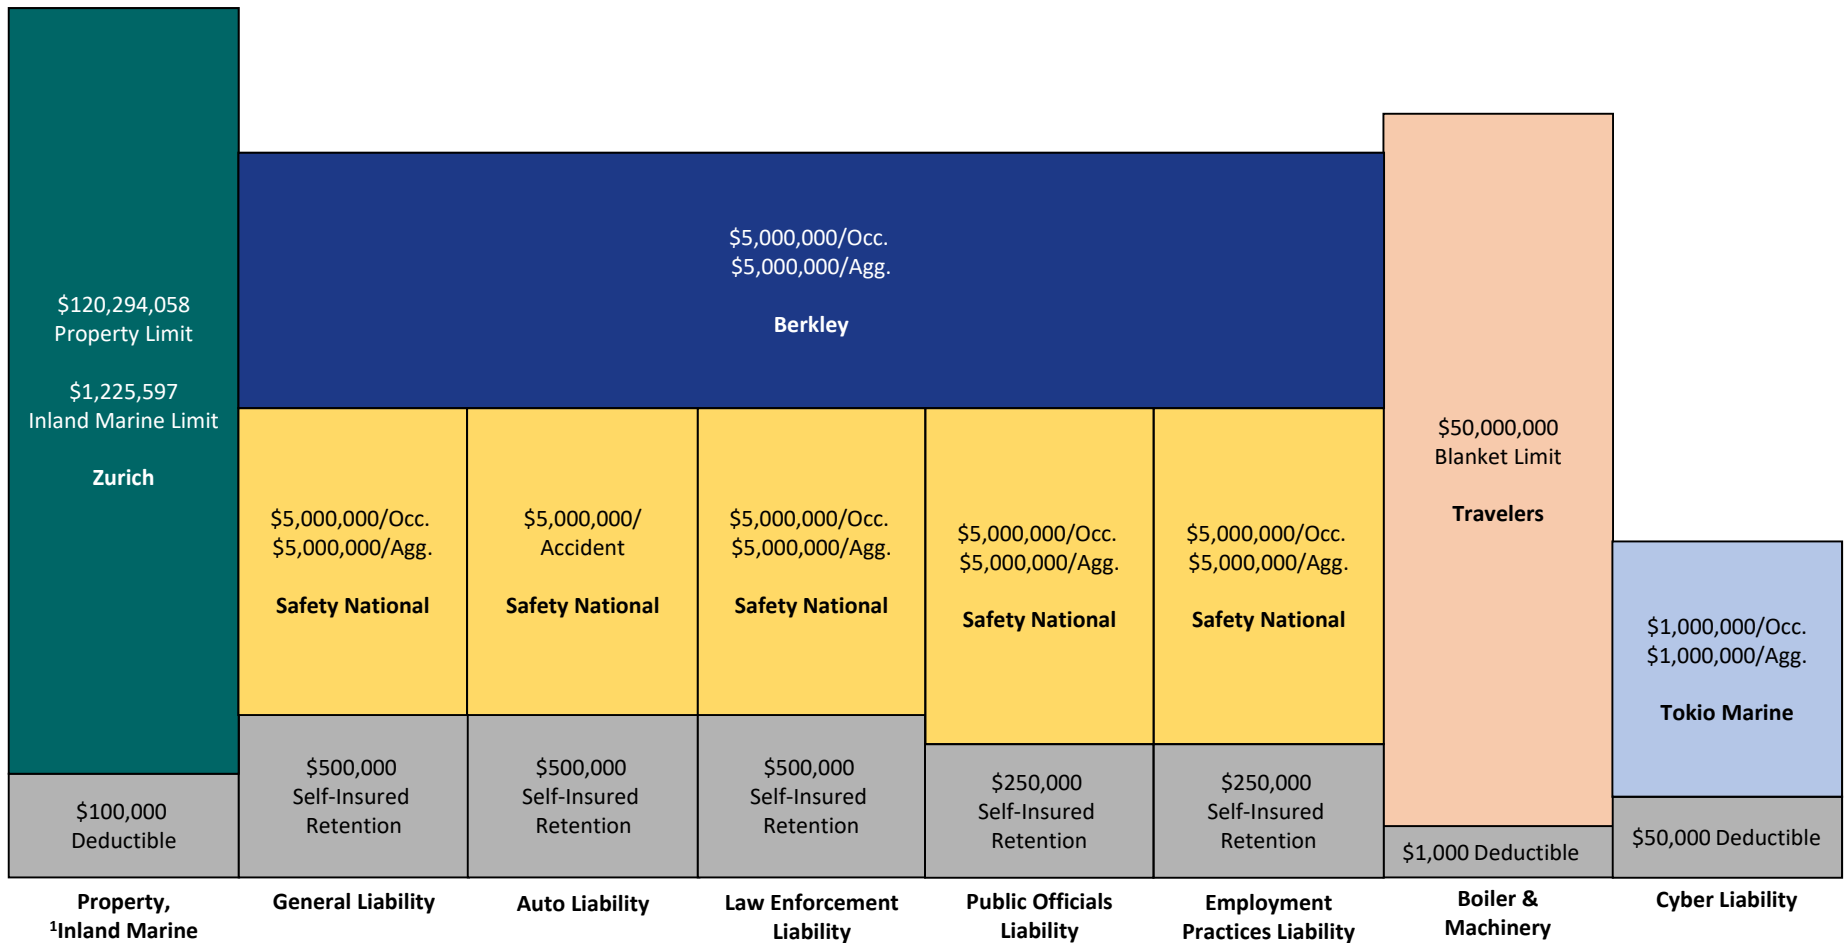 $120,294,058
Property Limit
$1,225,597
Inland Marine Limit
Zurich
$100,000
Deductible
Property,
¹Inland Marine
$5,000,000/Occ.
$5,000,000/Agg.
Berkley
$5,000,000/Occ.
$5,000,000/Agg.
Safety National
$500,000
Self-Insured
Retention
General Liability
$5,000,000/
Accident
Safety National
$500,000
Self-Insured
Retention
Auto Liability
$5,000,000/Occ.
$5,000,000/Agg.
Safety National
$500,000
Self-Insured
Retention
Law Enforcement
Liability
$5,000,000/Occ.
$5,000,000/Agg.
Safety National
$250,000
Self-Insured
Retention
Public Officials
Liability
$5,000,000/Occ.
$5,000,000/Agg.
Safety National
$250,000
Self-Insured
Retention
Employment
Practices Liability
$50,000,000
Blanket Limit
Travelers
$1,000 Deductible
Boiler &
Machinery
$1,000,000/Occ.
$1,000,000/Agg.
Tokio Marine
$50,000 Deductible
Cyber Liability